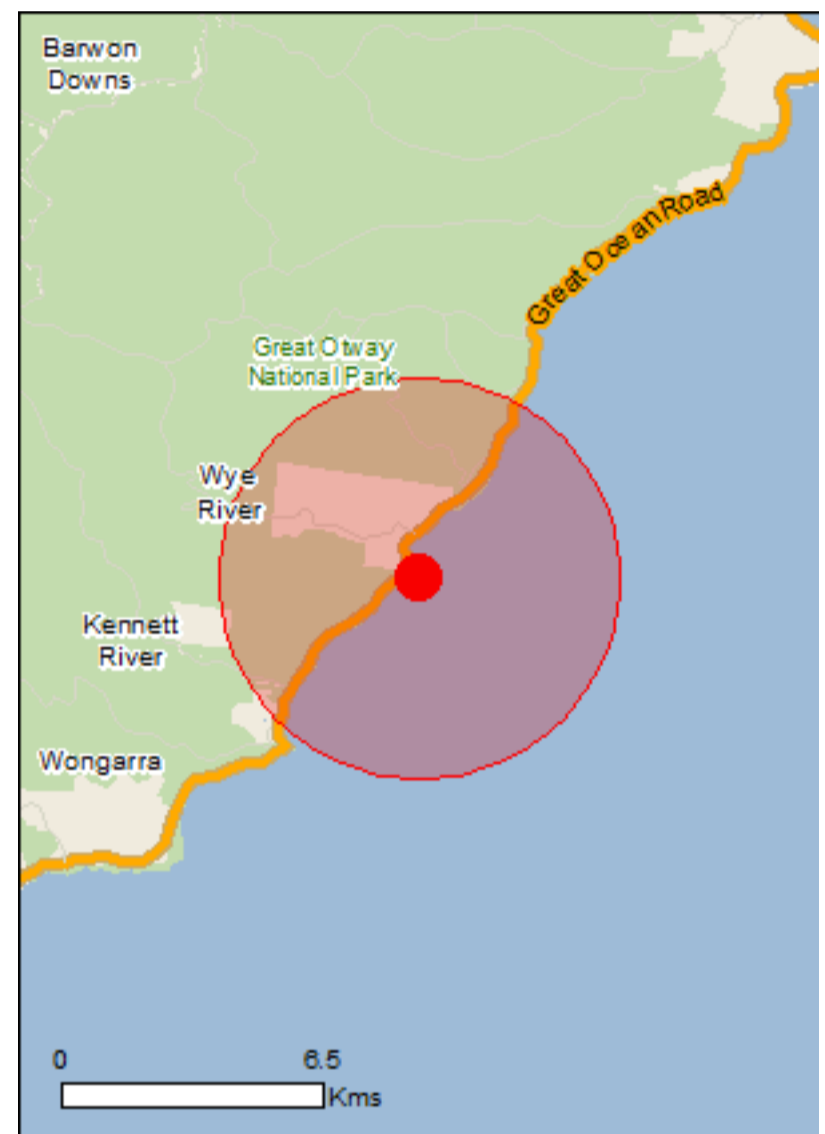 Barwon
Downs
Great Ocean Road
Great Otway
National Park
Wye
River
Kennett
River
Wongarra
0 6.5
Kms